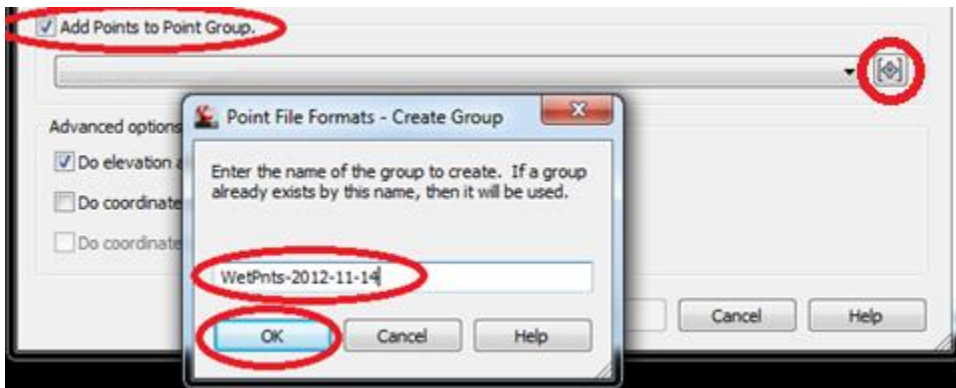 Add Points to Point Group.
Advanced options
Point File Formats - Create Group
Do elevation
Enter the name of the group to create. If a group
already exists by this name, then it will be used.
Do coordinate
Do coordinate
WetPnts-2012-11-14
OK
Cancel
Help
Cancel
Help